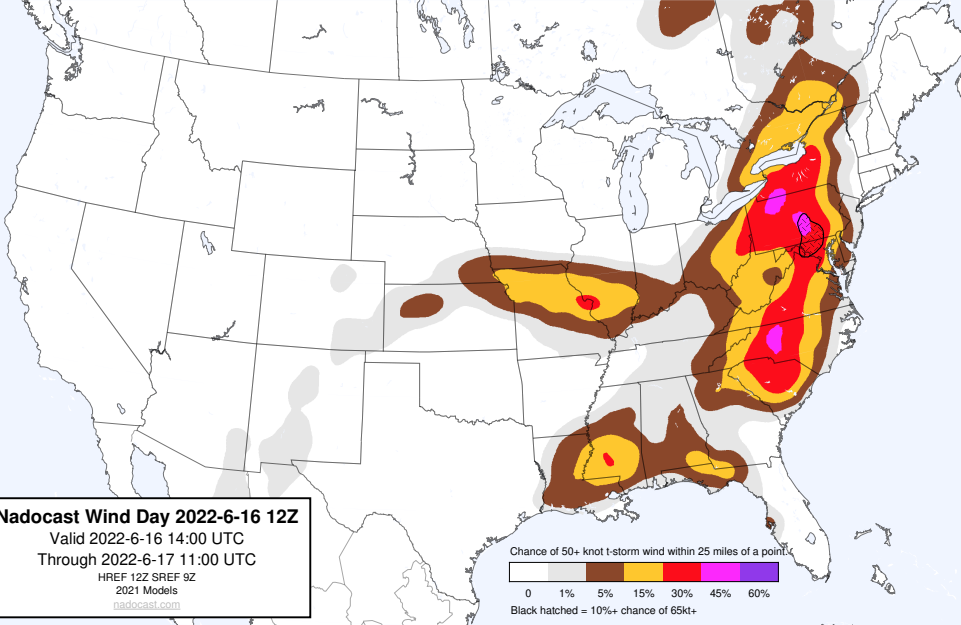 Nadocast Wind Day 2022-6-16 12Z
Valid 2022-6-16 14:00 UTC
Through 2022-6-17 11:00 UTC
HREF 12Z SREF 9Z
2021 Models
nadocast.com
Chance of 50+ knot t-storm wind within 25 miles of a point.
0 1% 5% 15% 30% 45% 60%
Black hatched = 10%+ chance of 65kt+